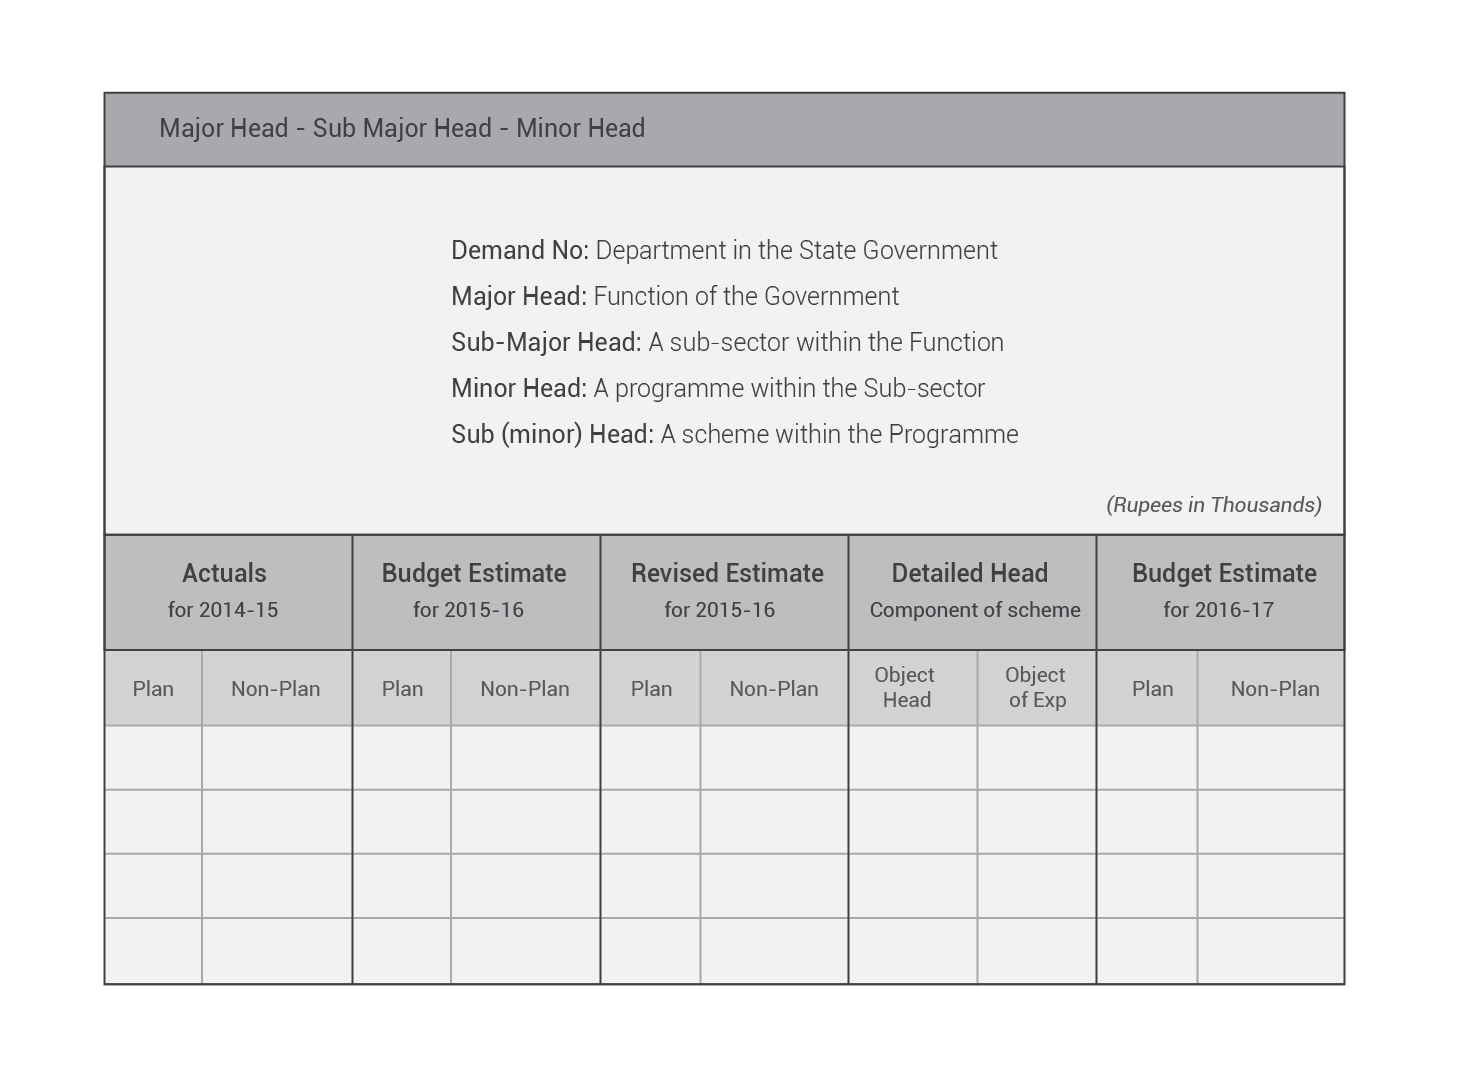 Major Head - Sub Major Head - Minor Head
Demand No: Department in the State Government
Major Head: Function of the Government
Sub-Major Head: A sub-sector within the Function
Minor Head: A programme within the Sub-sector
Sub (minor) Head: A scheme within the Programme
(Rupees in Thousands)
Actuals
for 2014-15
Budget Estimate
for 2015-16
Revised Estimate
for 2015-16
Detailed Head
Component of scheme
Budget Estimate
for 2016-17
Plan
Non-Plan
Plan
Non-Plan
Plan
Non-Plan
Object
Head
Object
of Exp
Plan
Non-Plan